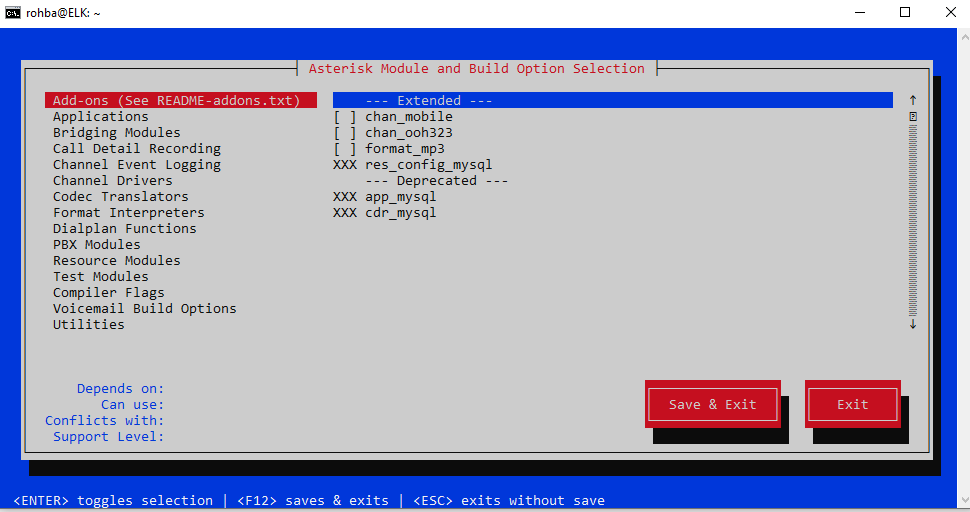 rohba@ELK: ~
Asterisk Module and Build Option Selection
Add-ons (See README-addons.txt) --- Extended ---
Applications [ ] chan_mobile
Bridging Modules [ ] chan_ooh323
Call Detail Recording [ ] format_mp3
Channel Event Logging XXX res_config_mysql
Channel Drivers --- Deprecated ---
Codec Translators XXX app_mysql
Format Interpreters XXX cdr_mysql
Dialplan Functions
PBX Modules
Resource Modules
Test Modules
Compiler Flags
Voicemail Build Options
Utilities
Depends on:
Can use:
Conflicts with:
Support Level:
Save & Exit Exit
<ENTER> toggles selection | <F12> saves & exits | <ESC> exits without save